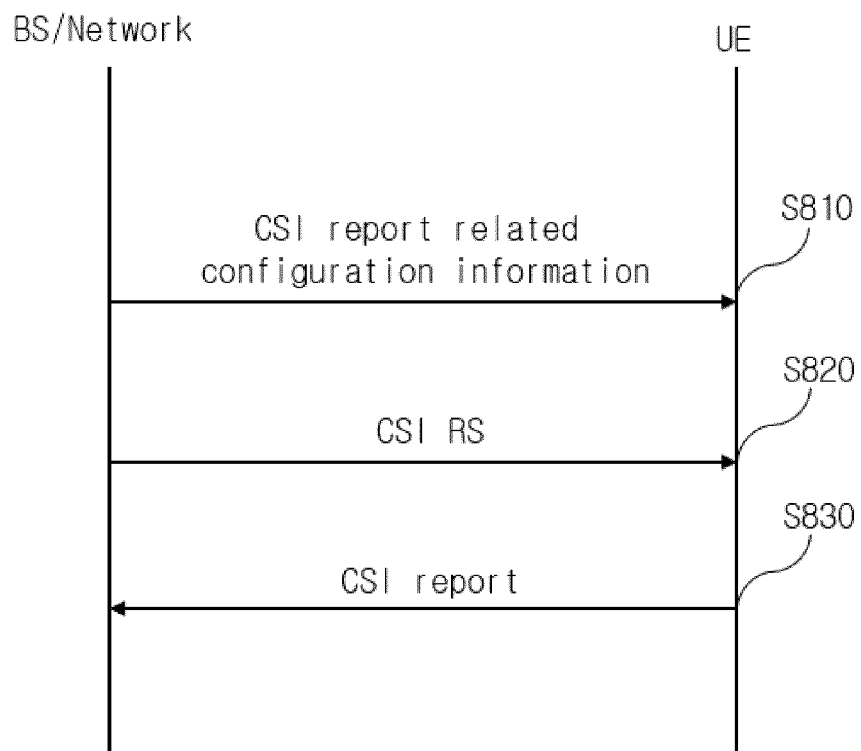 BS/Network
UE
S810
CSI report related
configuration information
S820
CSI RS
S830
CSI report